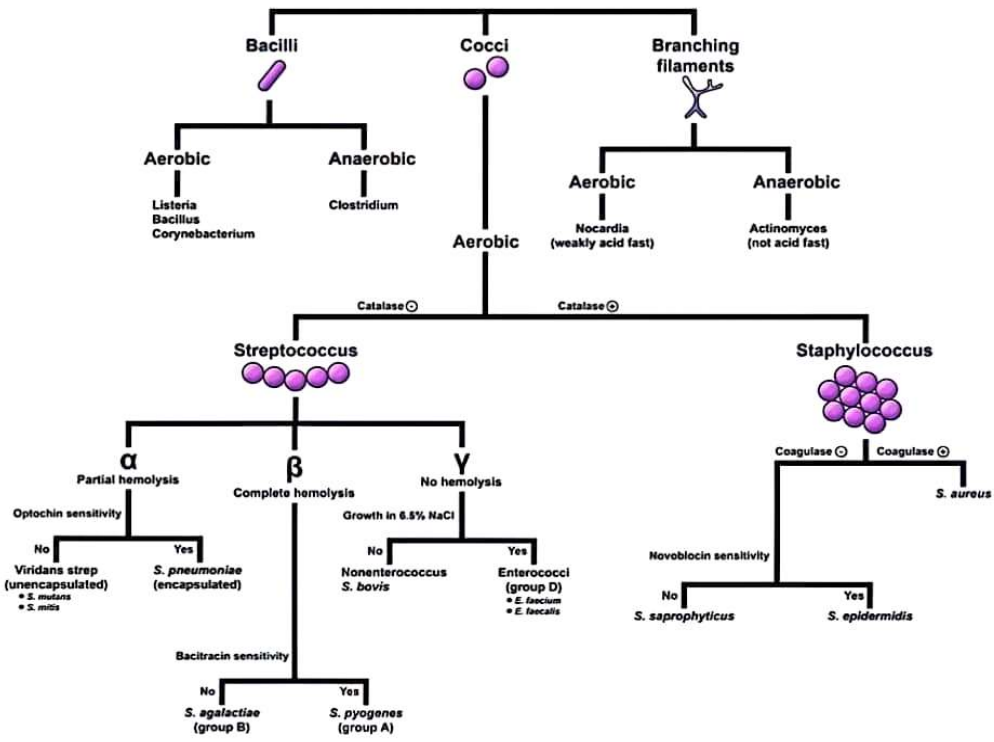 Bacilli
Cocci
Branching
filaments
Aerobic
Anaerobic
Listeria
Bacillus
Corynebacterium
Clostridium
Aerobic
Anaerobic
Nocardia
(weakly acid fast)
Actinomyces
(not acid fast)
Aerobic
Catalase ⊖
Catalase ⊕
Streptococcus
Staphylococcus
α
Partial hemolysis
β
Complete hemolysis
γ
No hemolysis
Coagulase ⊖
Coagulase ⊕
S. aureus
Optochin sensitivity
No
Yes
Viridans strep
(unencapsulated)
• S. mutans
• S. mitis
S. pneumoniae
(encapsulated)
Growth in 6.5% NaCl
No
Yes
Nonenterococcus
S. bovis
Enterococci
(group D)
• E. faecium
• E. faecalis
Novoblocin sensitivity
No
Yes
S. saprophyticus
S. epidermidis
Bacitracin sensitivity
No
Yes
S. agalactiae
(group B)
S. pyogenes
(group A)